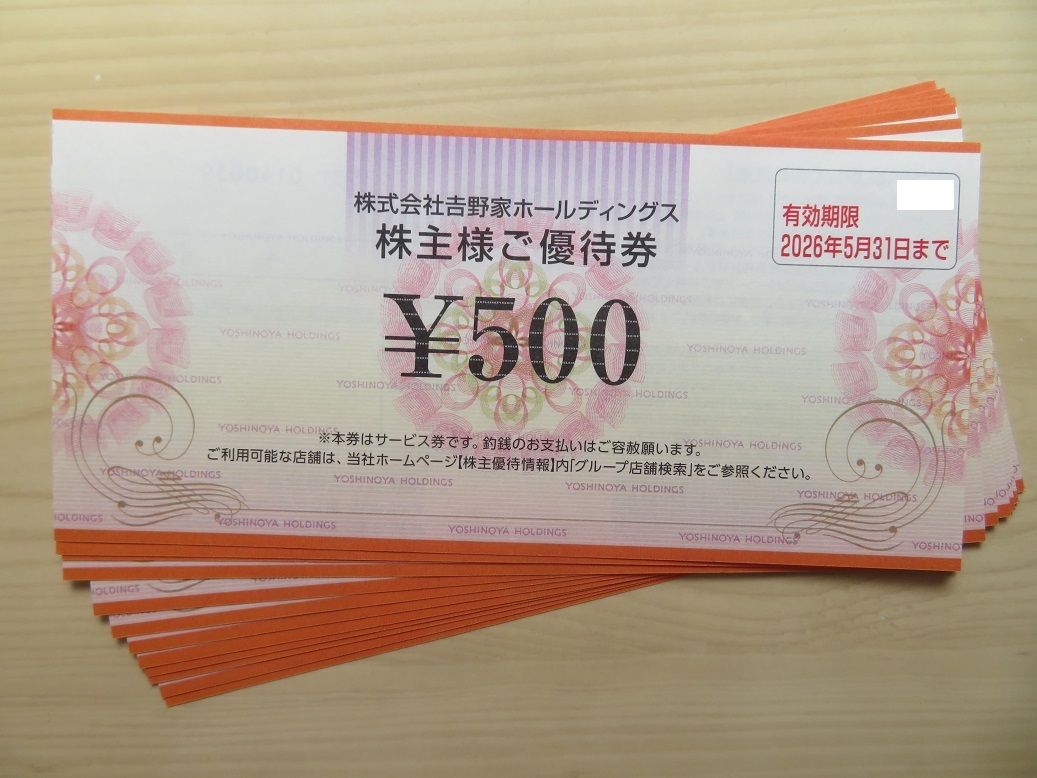 株式会社吉野家ホールディングス
株主様ご優待券
有効期限
2026年5月31日まで
¥500
※本券はサービス券です。釣銭のお支払いはご容赦願います。
ご利用可能な店舗は、当社ホームページ【株主優待情報】内「グループ店舗検索」をご参照ください。
YOSHINOYA HOLDINGS
YOSHINOYA HOLDINGS
YOSHINOYA HOLDINGS